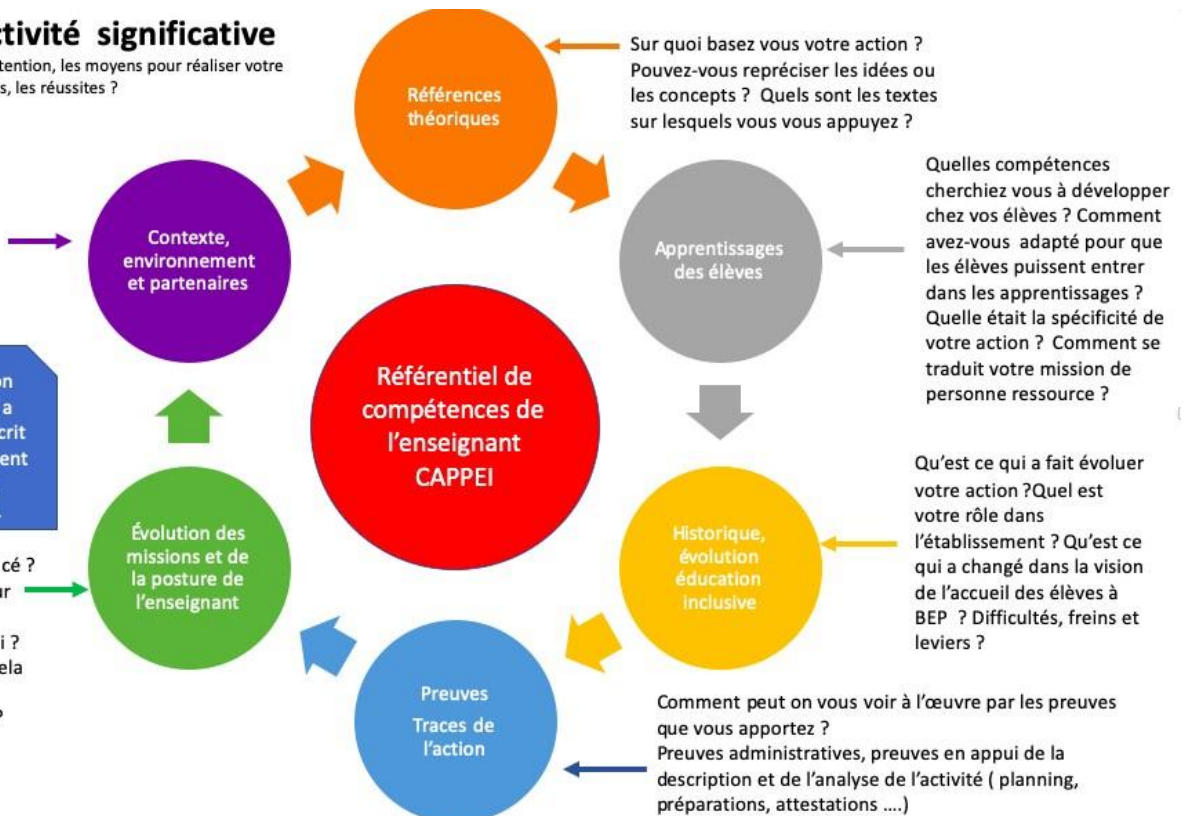 ctivité significative
tention, les moyens pour réaliser votre
s, les réussites ?
Références
théoriques
Sur quoi basez vous votre action ?
Pouvez-vous repréciser les idées ou
les concepts ? Quels sont les textes
sur lesquels vous vous appuyez ?
Contexte,
environnement
et partenaires
Apprentissages
des élèves
Quelles compétences
cherchiez vous à développer
chez vos élèves ? Comment
avez-vous adapté pour que
les élèves puissent entrer
dans les apprentissages ?
Quelle était la spécificité de
votre action ? Comment se
traduit votre mission de
personne ressource ?
Référentiel de
compétences de
l'enseignant
CAPPEI
on
a
crit
ent
Évolution des
missions et de
la posture de
l'enseignant
cé ?
ur
i ?
ela
?
Historique,
évolution
éducation
inclusive
Qu'est ce qui a fait évoluer
votre action ?Quel est
votre rôle dans
l'établissement ? Qu'est ce
qui a changé dans la vision
de l'accueil des élèves à
BEP ? Difficultés, freins et
leviers ?
Preuves
Traces de
l'action
Comment peut on vous voir à l'œuvre par les preuves
que vous apportez ?
Preuves administratives, preuves en appui de la
description et de l'analyse de l'activité ( planning,
préparations, attestations ....)